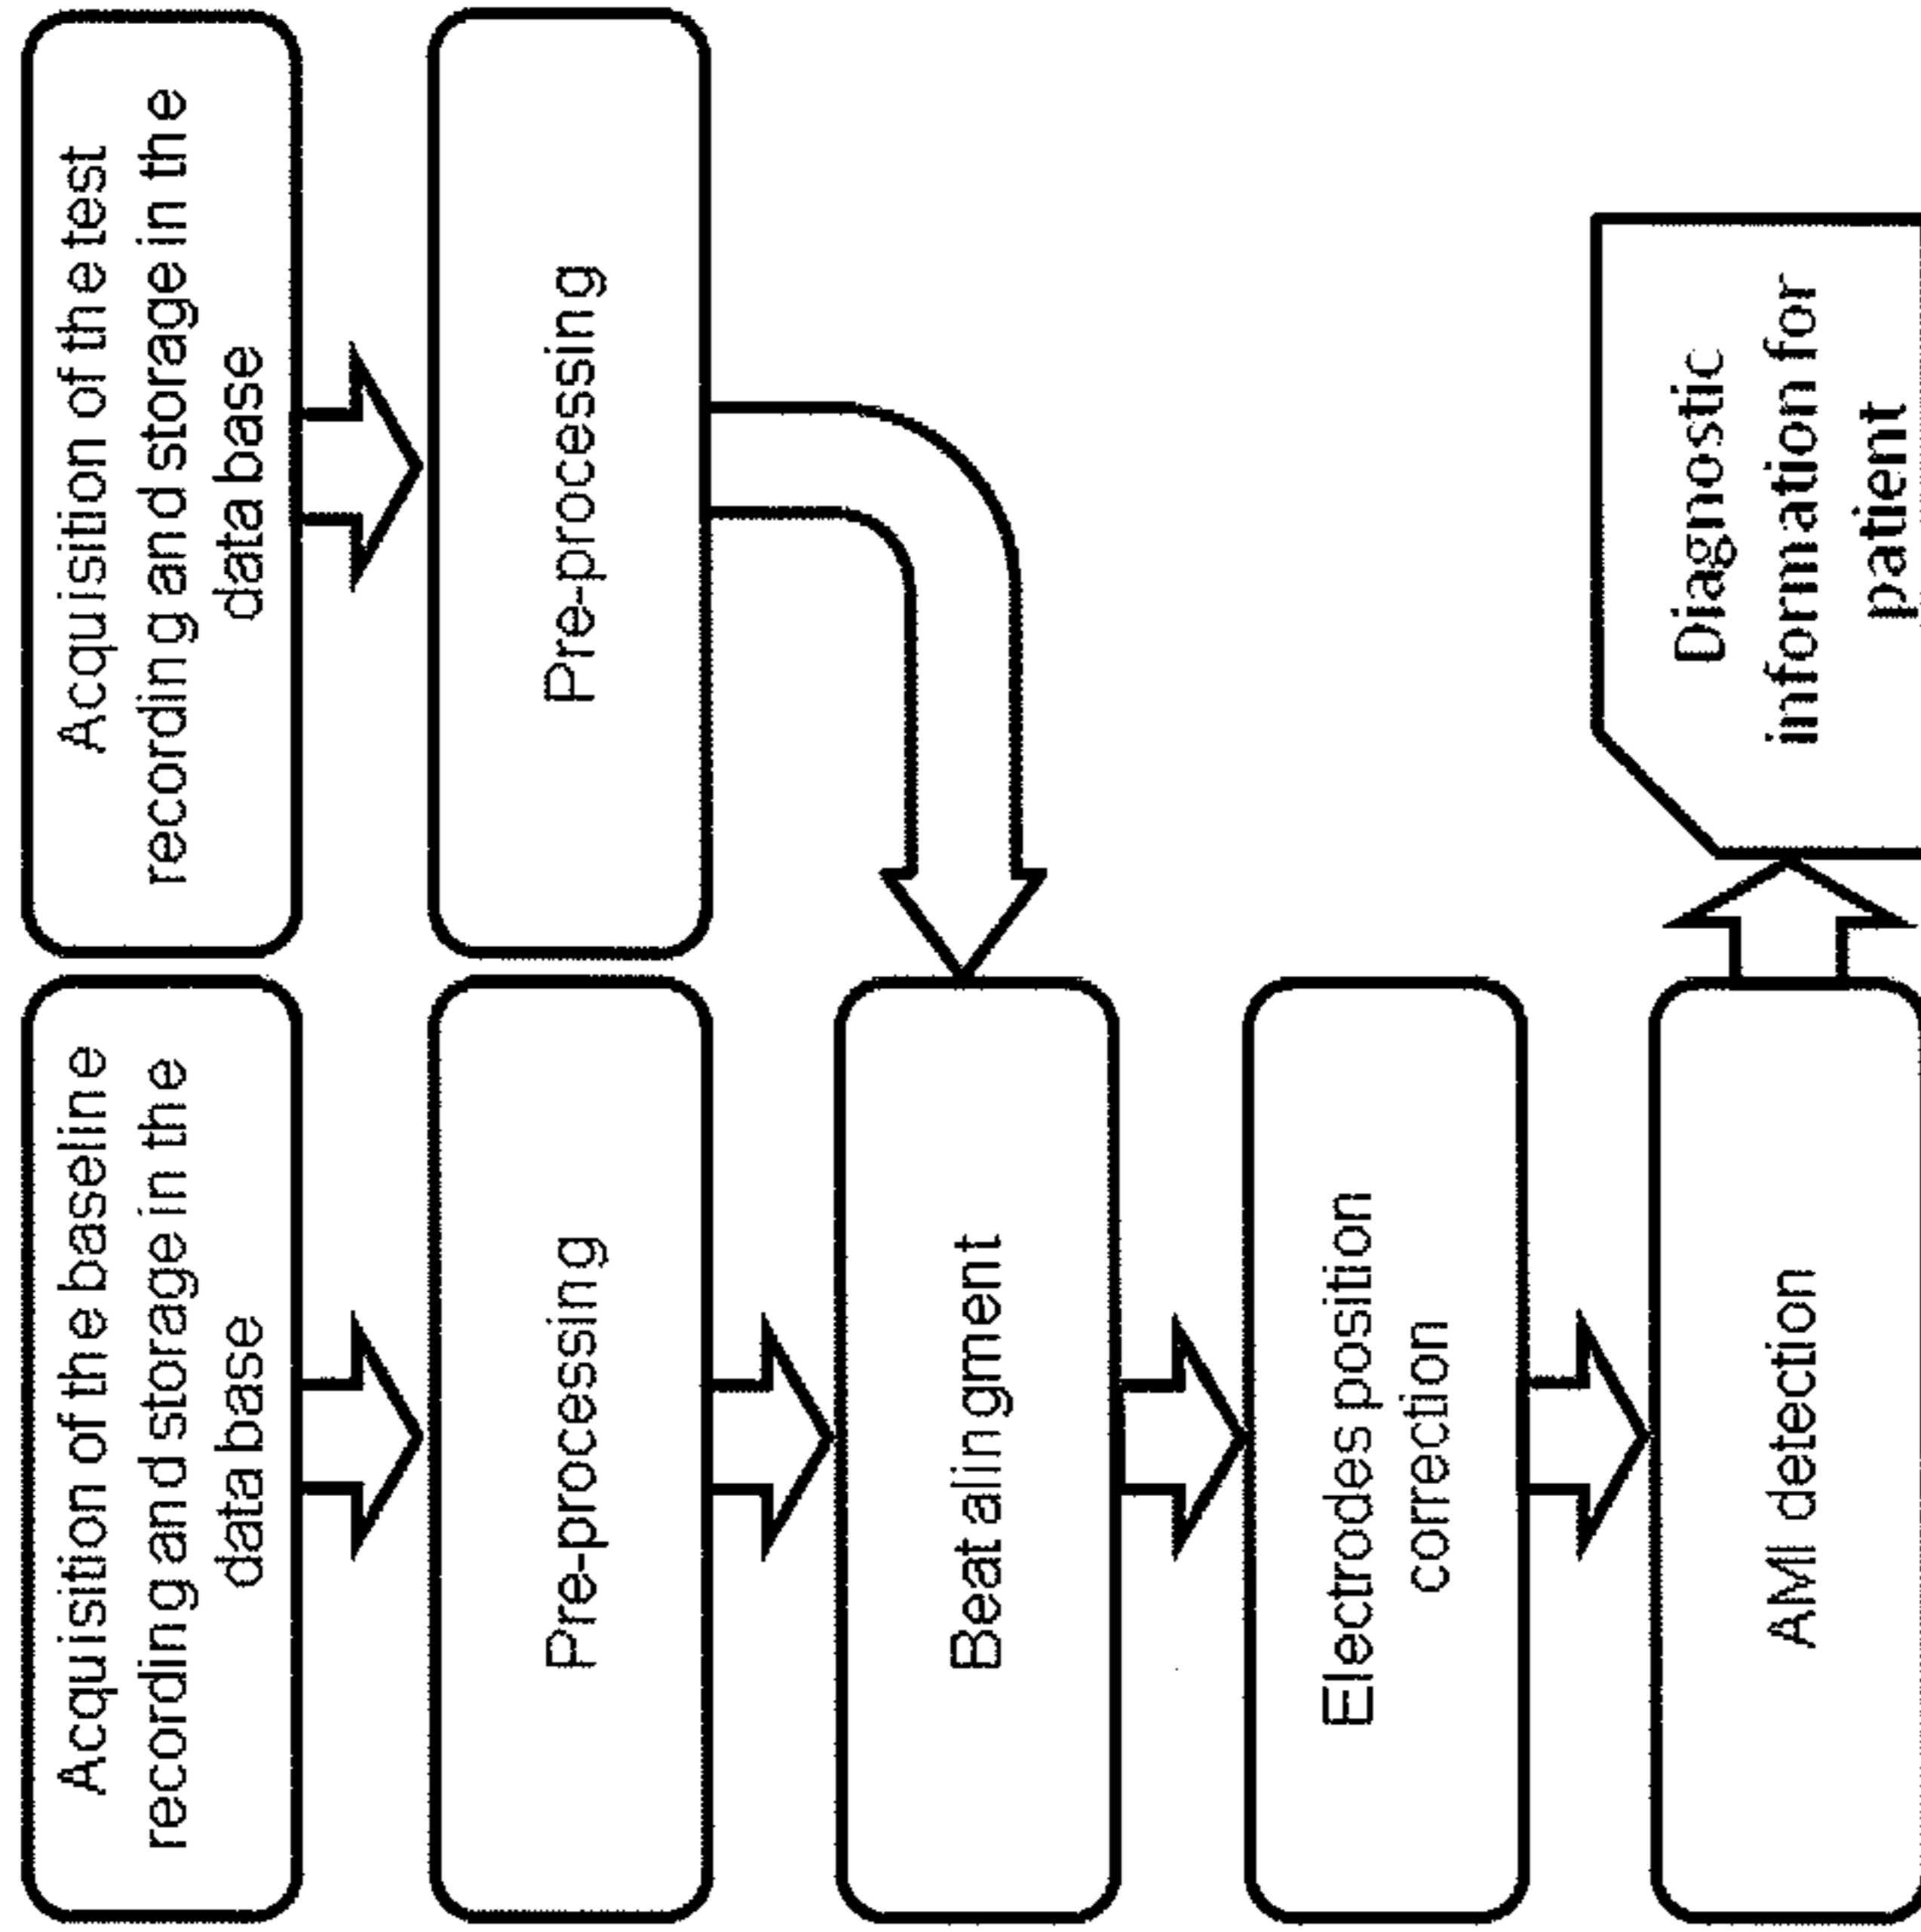 Acquisition of the baseline
recording and storage in the
data base
Acquisition of the test
recording and storage in the
data base
Pre-processing
Pre-processing
Beat alingment
Electrodes position
correction
AMI detection
Diagnostic
information for
patient